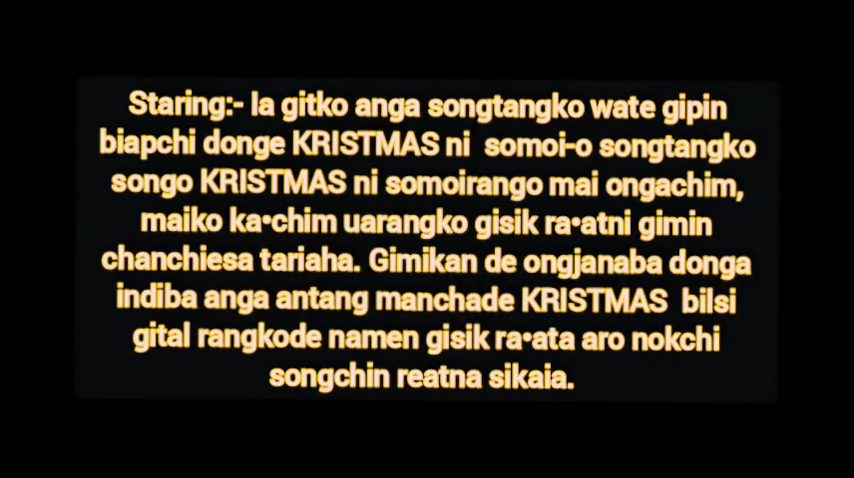 Staring:- Ia gitko anga songtangko wate gipin
biapchi donge KRISTMAS ni somoi-o songtangko
songo KRISTMAS ni somoirango mai ongachim,
maiko ka•chim uarangko gisik ra•atni gimin
chanchiesa tariaha. Gimikan de ongjanaba donga
indiba anga antang manchade KRISTMAS bilsi
gital rangkode namen gisik ra•ata aro nokchi
songchin reatna sikaia.